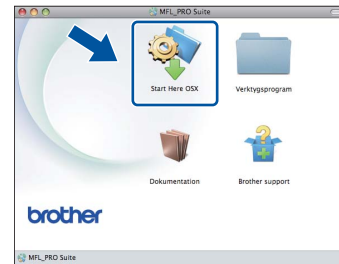 MFL_PRO Suite
Start Here OSX
Verktygsprogram
Dokumentation
Brother support
brother
MFL_PRO Suite